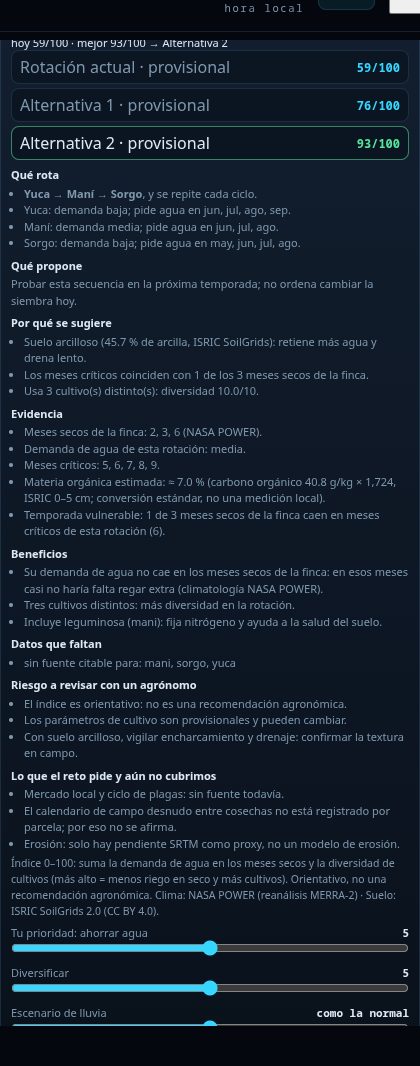 hora local
hoy 59/100 · mejor 93/100 → Alternativa 2
Rotación actual · provisional 59/100
Alternativa 1 · provisional 76/100
Alternativa 2 · provisional 93/100
Qué rota
• Yuca → Maní → Sorgo, y se repite cada ciclo.
• Yuca: demanda baja; pide agua en jun, jul, ago, sep.
• Maní: demanda media; pide agua en jun, jul, ago.
• Sorgo: demanda baja; pide agua en may, jun, jul, ago.
Qué propone
Probar esta secuencia en la próxima temporada; no ordena cambiar la
siembra hoy.
Por qué se sugiere
• Suelo arcilloso (45.7 % de arcilla, ISRIC SoilGrids): retiene más agua y
drena lento.
• Los meses críticos coinciden con 1 de los 3 meses secos de la finca.
• Usa 3 cultivo(s) distinto(s): diversidad 10.0/10.
Evidencia
• Meses secos de la finca: 2, 3, 6 (NASA POWER).
• Demanda de agua de esta rotación: media.
• Meses críticos: 5, 6, 7, 8, 9.
• Materia orgánica estimada: ≈ 7.0 % (carbono orgánico 40.8 g/kg × 1,724,
ISRIC 0–5 cm; conversión estándar, no una medición local).
• Temporada vulnerable: 1 de 3 meses secos de la finca caen en meses
críticos de esta rotación (6).
Beneficios
• Su demanda de agua no cae en los meses secos de la finca: en esos meses
casi no haría falta regar extra (climatología NASA POWER).
• Tres cultivos distintos: más diversidad en la rotación.
• Incluye leguminosa (mani): fija nitrógeno y ayuda a la salud del suelo.
Datos que faltan
• sin fuente citable para: mani, sorgo, yuca
Riesgo a revisar con un agrónomo
• El índice es orientativo: no es una recomendación agronómica.
• Los parámetros de cultivo son provisionales y pueden cambiar.
• Con suelo arcilloso, vigilar encharcamiento y drenaje: confirmar la textura
en campo.
Lo que el reto pide y aún no cubrimos
• Mercado local y ciclo de plagas: sin fuente todavía.
• El calendario de campo desnudo entre cosechas no está registrado por
parcela; por eso no se afirma.
• Erosión: solo hay pendiente SRTM como proxy, no un modelo de erosión.
Índice 0–100: suma la demanda de agua en los meses secos y la diversidad de
cultivos (más alto = menos riego en seco y más cultivos). Orientativo, no una
recomendación agronómica. Clima: NASA POWER (reanálisis MERRA-2) · Suelo:
ISRIC SoilGrids 2.0 (CC BY 4.0).
Tu prioridad: ahorrar agua 5
Diversificar 5
Escenario de lluvia como la normal